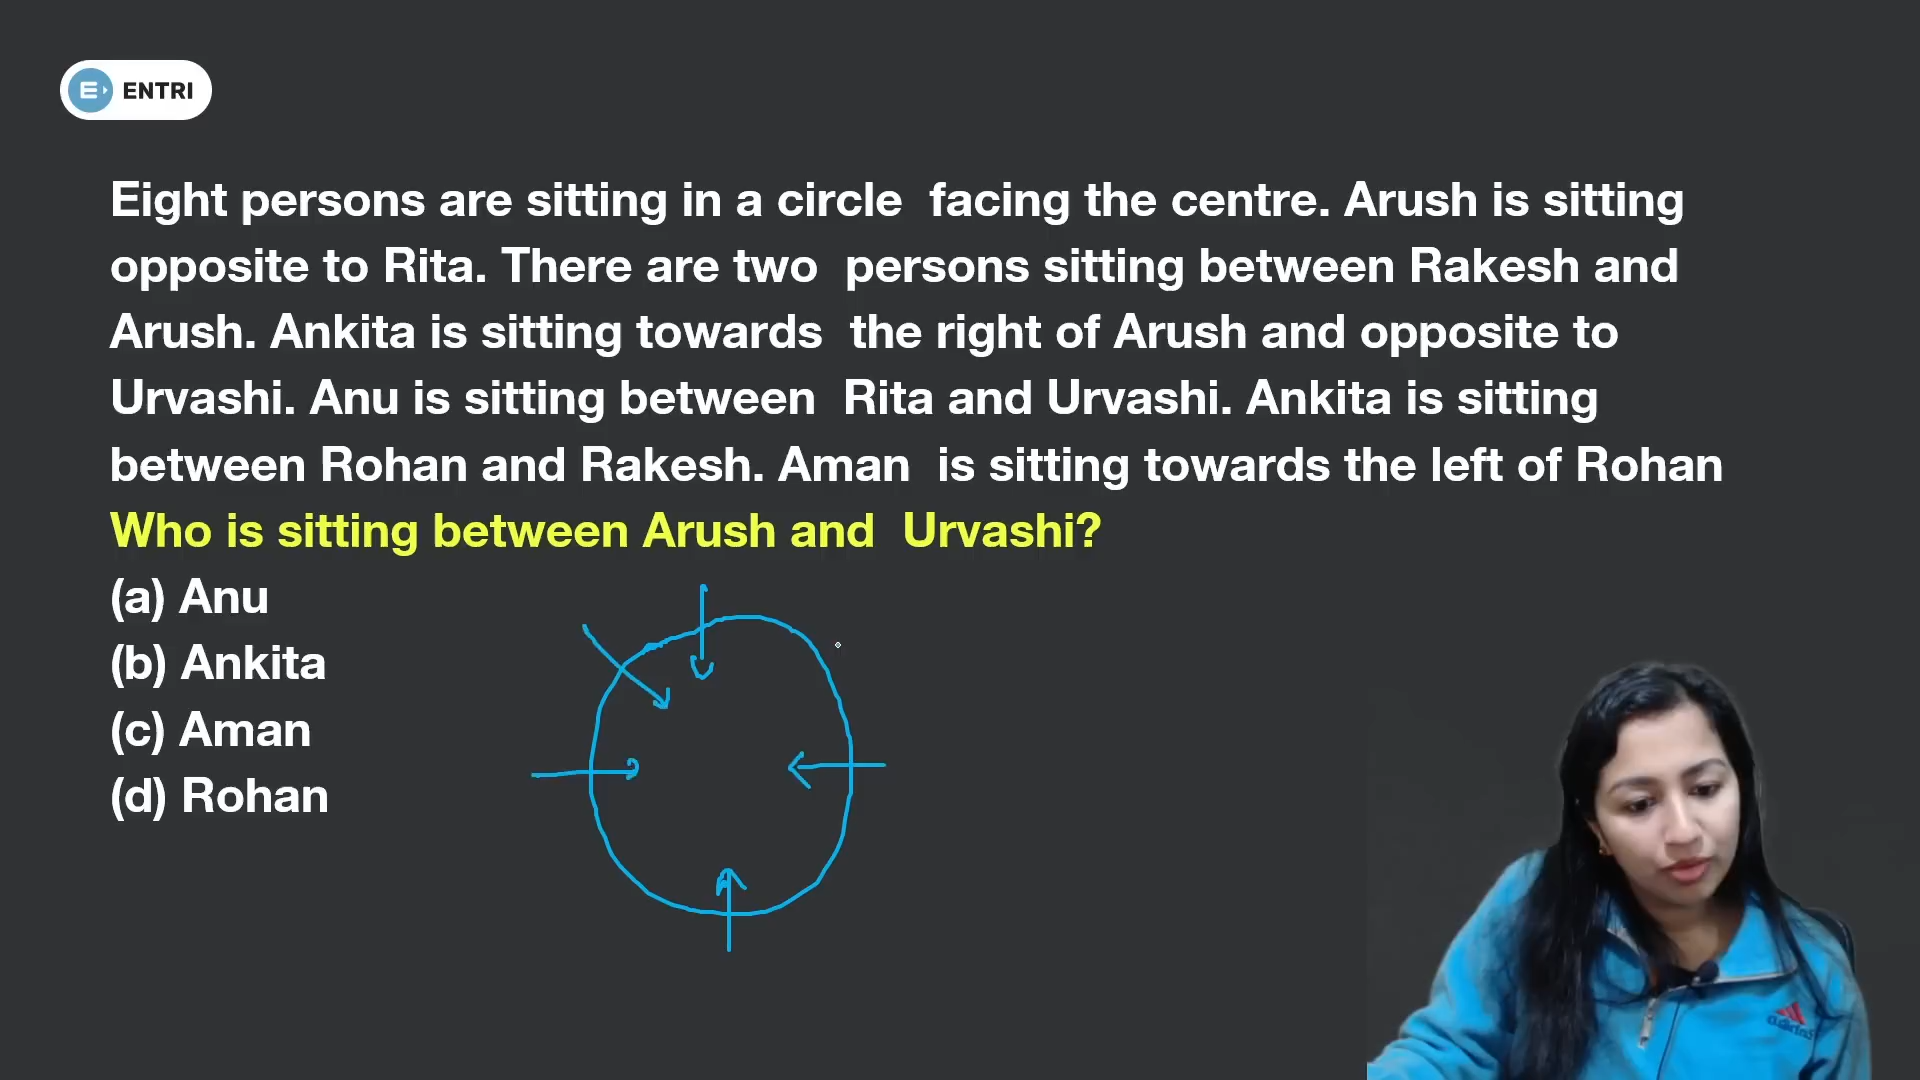 ENTRI
Eight persons are sitting in a circle facing the centre. Arush is sitting
opposite to Rita. There are two persons sitting between Rakesh and
Arush. Ankita is sitting towards the right of Arush and opposite to
Urvashi. Anu is sitting between Rita and Urvashi. Ankita is sitting
between Rohan and Rakesh. Aman is sitting towards the left of Rohan
Who is sitting between Arush and Urvashi?
(a) Anu
(b) Ankita
(c) Aman
(d) Rohan
adidas